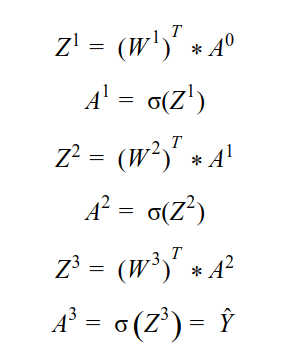 Z¹ = (W¹)ᵀ * A⁰
A¹ = σ(Z¹)
Z² = (W²)ᵀ * A¹
A² = σ(Z²)
Z³ = (W³)ᵀ * A²
A³ = σ(Z³) = Ŷ